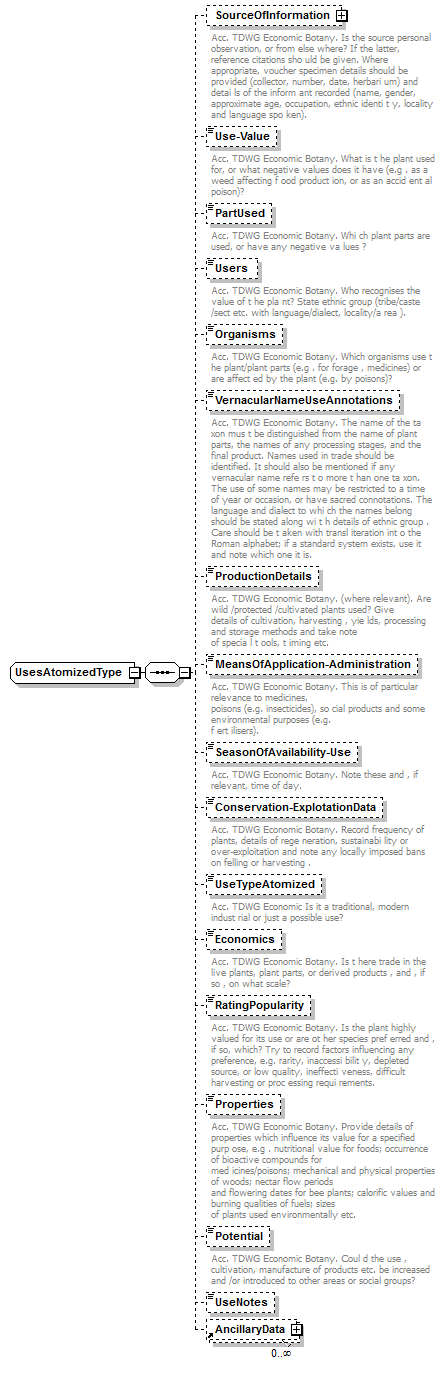 SourceOfInformation
Acc. TDWG Economic Botany. Is the source personal
observation, or from else where? If the latter,
reference citations sho uld be given. Where
appropriate, voucher specimen details should be
provided (collector, number, date, herbari um) and
detai ls of the inform ant recorded (name, gender,
approximate age, occupation, ethnic identi t y, locality
and language spo ken).
Use-Value
Acc. TDWG Economic Botany. What is t he plant used
for, or what negative values does it have (e.g . as a
weed affecting f ood product ion, or as an accid ent al
poison)?
PartUsed
Acc. TDWG Economic Botany. Whi ch plant parts are
used, or have any negative va lues ?
Users
Acc. TDWG Economic Botany. Who recognises the
value of t he pla nt? State ethnic group (tribe/caste
/sect etc. with language/dialect, locality/a rea ).
Organisms
Acc. TDWG Economic Botany. Which organisms use t
he plant/plant parts (e.g . for forage , medicines) or
are affect ed by the plant (e.g. by poisons)?
VernacularNameUseAnnotations
Acc. TDWG Economic Botany. The name of the ta
xon mus t be distinguished from the name of plant
parts, the names of any processing stages, and the
final product. Names used in trade should be
identified. It should also be mentioned if any
vernacular name refe rs t o more t han one ta xon.
The use of some names may be restricted to a time
of year or occasion, or have sacred connotations. The
language and dialect to whi ch the names belong
should be stated along wi t h details of ethnic group .
Care should be t aken with transl iteration int o the
Roman alphabet; if a standard system exists, use it
and note which one it is.
ProductionDetails
Acc. TDWG Economic Botany. (where relevant). Are
wild /protected /cultivated plants used? Give
details of cultivation, harvesting , yie lds, processing
and storage methods and take note
of specia l t ools, t iming etc.
UsesAtomizedType
MeansOfApplication-Administration
Acc. TDWG Economic Botany. This is of particular
relevance to medicines,
poisons (e.g. insecticides), so cial products and some
environmental purposes (e.g.
f ert ilisers).
SeasonOfAvailability-Use
Acc. TDWG Economic Botany. Note these and , if
relevant, time of day.
Conservation-ExplotationData
Acc. TDWG Economic Botany. Record frequency of
plants, details of rege neration, sustainabi lity or
over-exploitation and note any locally imposed bans
on felling or harvesting .
UseTypeAtomized
Acc. TDWG Economic Is it a traditional, modern
indust rial or just a possible use?
Economics
Acc. TDWG Economic Botany. Is t here trade in the
live plants, plant parts, or derived products , and , if
so , on what scale?
RatingPopularity
Acc. TDWG Economic Botany. Is the plant highly
valued for its use or are ot her species pref erred and ,
if so, which? Try to record factors influencing any
preference, e.g. rarity, inaccessi bilit y, depleted
source, or low quality, ineffecti veness, difficult
harvesting or proc essing requi rements.
Properties
Acc. TDWG Economic Botany. Provide details of
properties which influence its value for a specified
purp ose, e.g . nutritional value for foods; occurrence
of bioactive compounds for
med icines/poisons; mechanical and physical properties
of woods; nectar flow periods
and flowering dates for bee plants; calorific values and
burning qualities of fuels; sizes
of plants used environmentally etc.
Potential
Acc. TDWG Economic Botany. Coul d the use ,
cultivation, manufacture of products etc. be increased
and /or introduced to other areas or social groups?
UseNotes
AncillaryData
0..∞